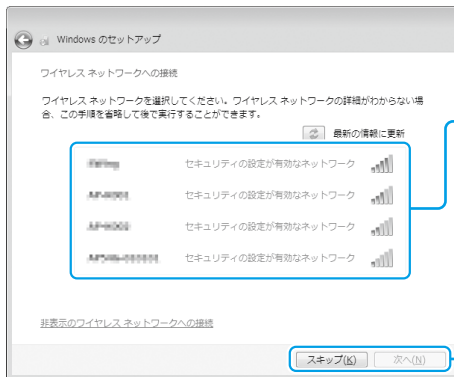 Windows のセットアップ
ワイヤレス ネットワークへの接続
ワイヤレス ネットワークを選択してください。ワイヤレス ネットワークの詳細がわからない場
合、この手順を省略して後で実行することができます。
最新の情報に更新
セキュリティの設定が有効なネットワーク
セキュリティの設定が有効なネットワーク
セキュリティの設定が有効なネットワーク
セキュリティの設定が有効なネットワーク
非表示のワイヤレス ネットワークへの接続
スキップ(K) 次へ(N)